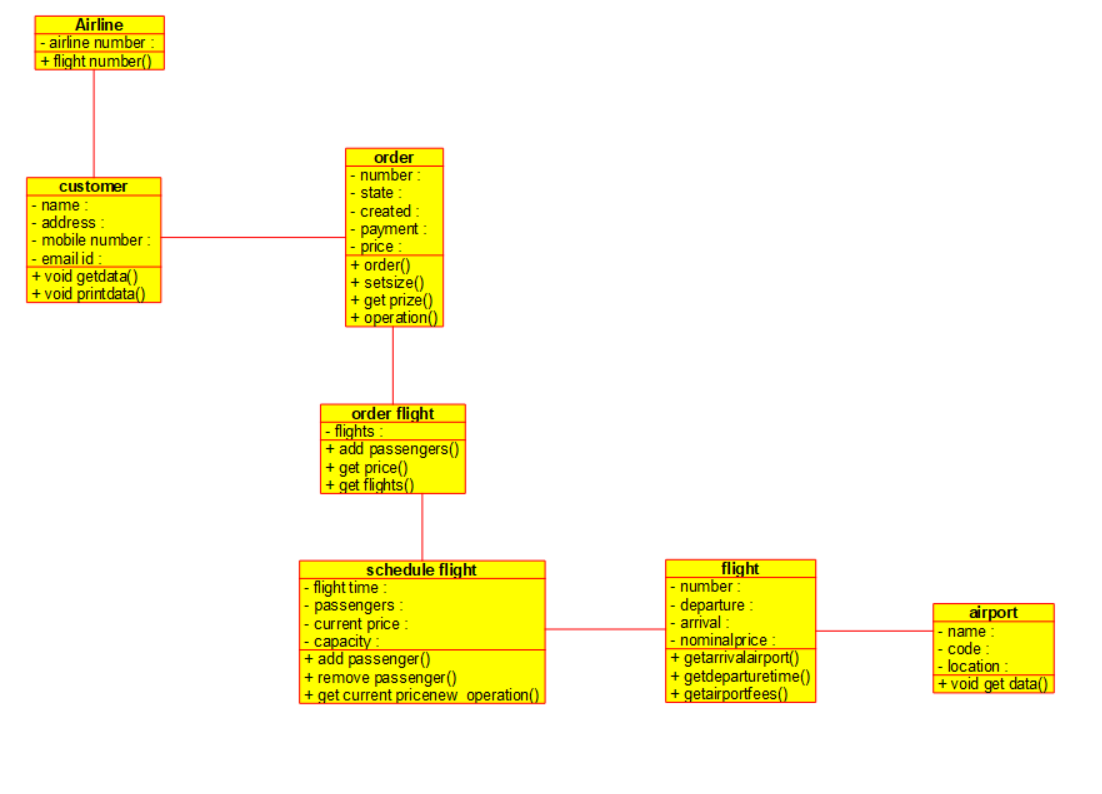 Airline
- airline number :
+ flight number()
customer
- name :
- address :
- mobile number :
- email id :
+ void getdata()
+ void printdata()
order
- number :
- state :
- created :
- payment :
- price :
+ order()
+ setsize()
+ get prize()
+ operation()
order flight
- flights :
+ add passengers()
+ get price()
+ get flights()
schedule flight
- flight time :
- passengers :
- current price :
- capacity :
+ add passenger()
+ remove passenger()
+ get current pricenew_operation()
flight
- number :
- departure :
- arrival :
- nominalprice :
+ getarrivalairport()
+ getdeparturetime()
+ getairportfees()
airport
- name :
- code :
- location :
+ void get data()